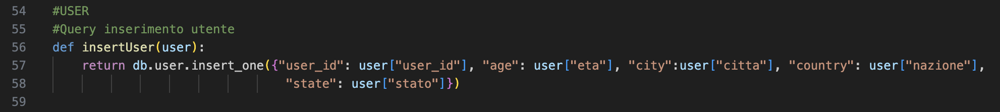 54 #USER
55 #Query inserimento utente
56 def insertUser(user):
57 return db.user.insert_one({"user_id": user["user_id"], "age": user["eta"], "city":user["citta"], "country": user["nazione"],
58 "state": user["stato"]})
59